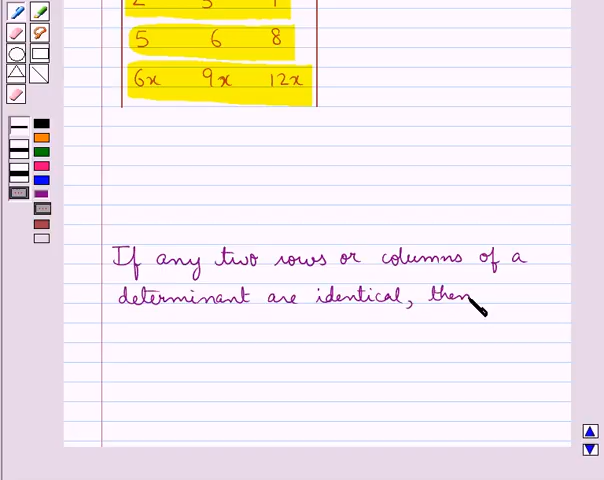 5 6 8
6x 9x 12x
If any two rows or columns of a
determinant are identical, then